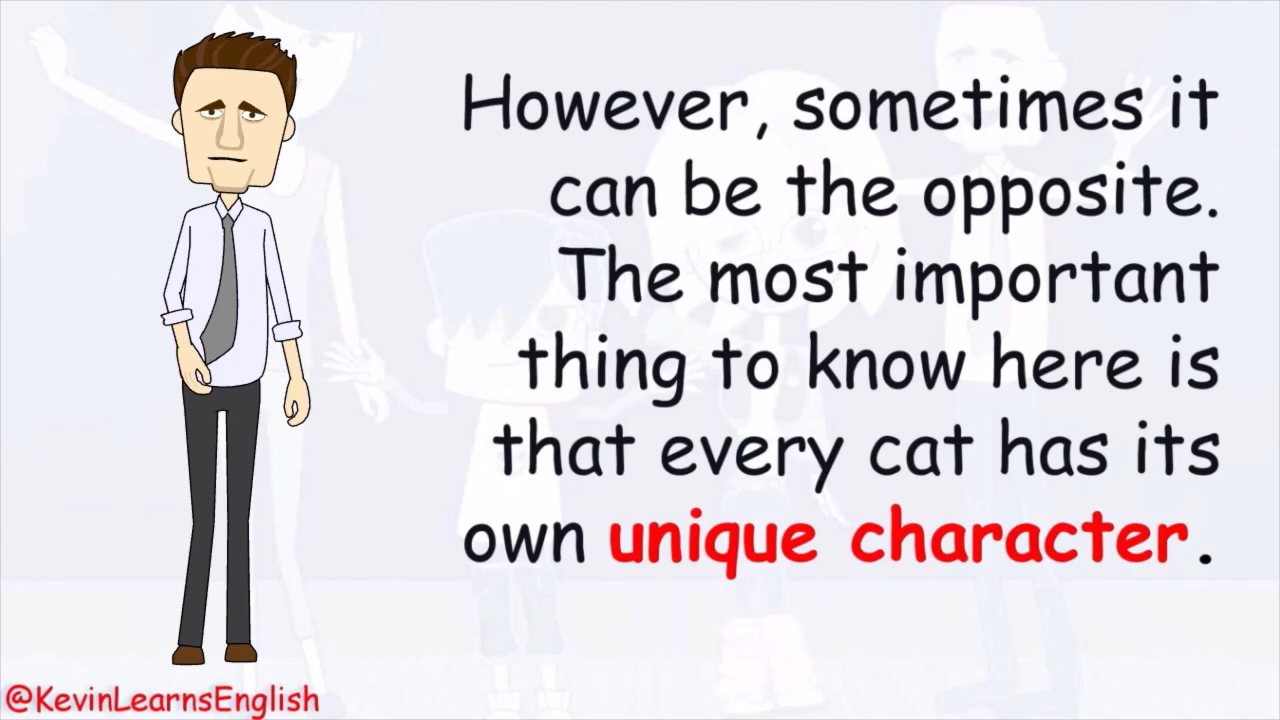 However, sometimes it
can be the opposite.
The most important
thing to know here is
that every cat has its
own unique character.
@KevinLearnsEnglish